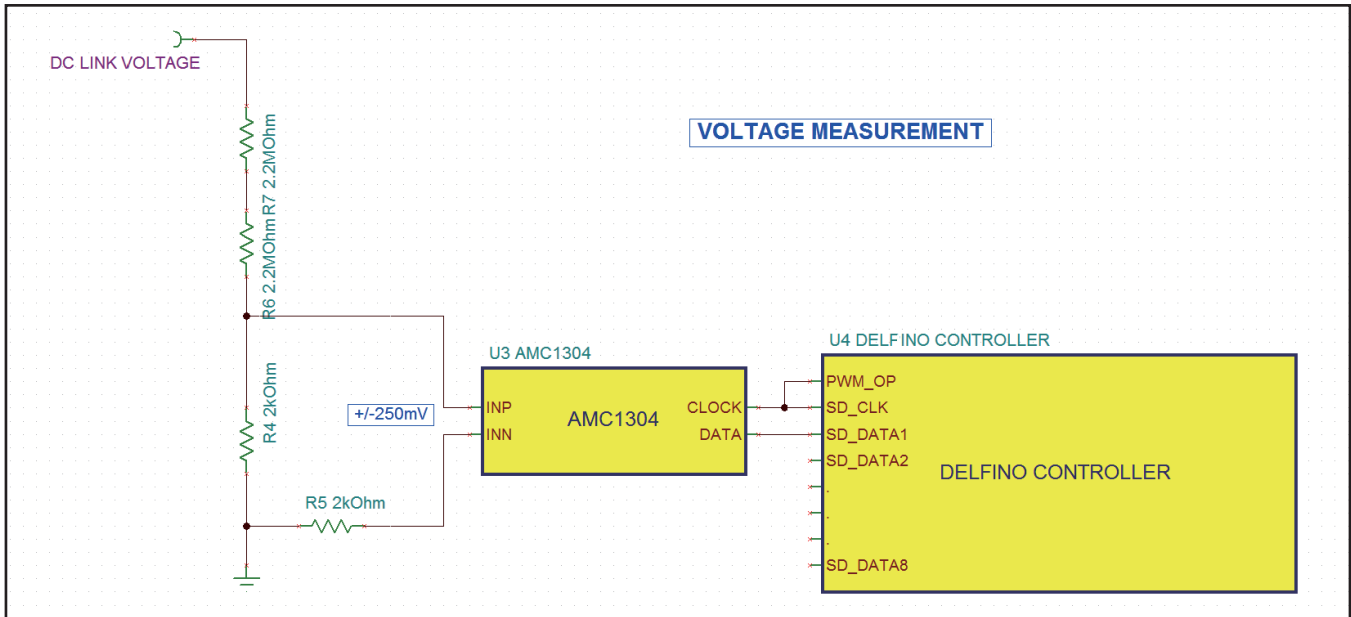 DC LINK VOLTAGE
VOLTAGE MEASUREMENT
R7 2.2MOhm
R6 2.2MOhm
U4 DELFINO CONTROLLER
U3 AMC1304
PWM_OP
R4 2kOhm
+/-250mV
INP
AMC1304
CLOCK
SD_CLK
INN
DATA
SD_DATA1
SD_DATA2
DELFINO CONTROLLER
.
.
.
R5 2kOhm
SD_DATA8